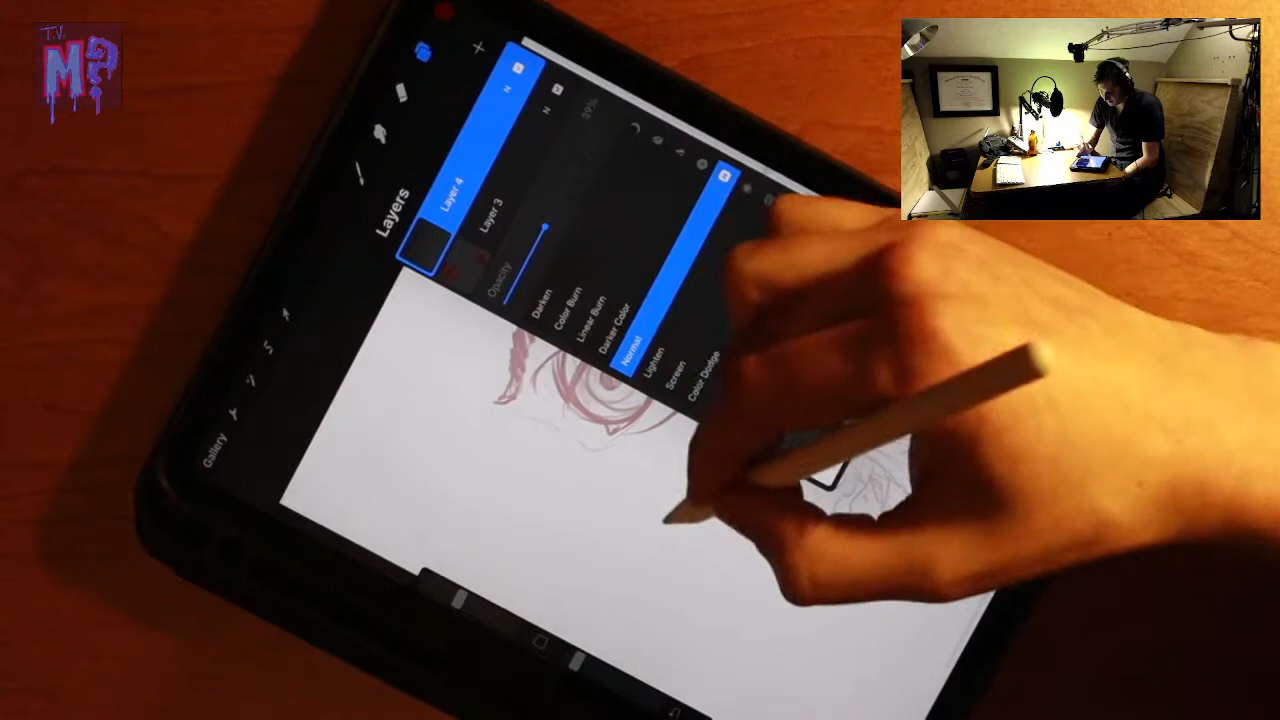 T.V.
M?
Gallery
Layers
Layer 4
N
Layer 3
N
Opacity
39%
Darken
Color Burn
Linear Burn
Darker Color
Normal
Lighten
Screen
Color Dodge